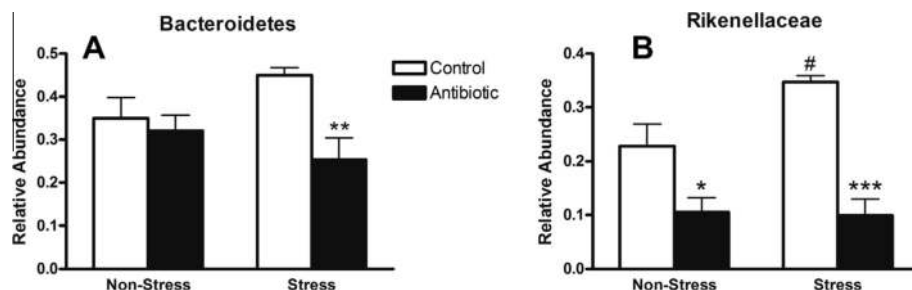 Bacteroidetes
A
Relative Abundance
0.5
0.4
0.3
0.2
0.1
0.0
**
Non-Stress
Stress
Control
Antibiotic
Rikenellaceae
B
Relative Abundance
0.4
0.3
0.2
0.1
0.0
*
#
***
Non-Stress
Stress